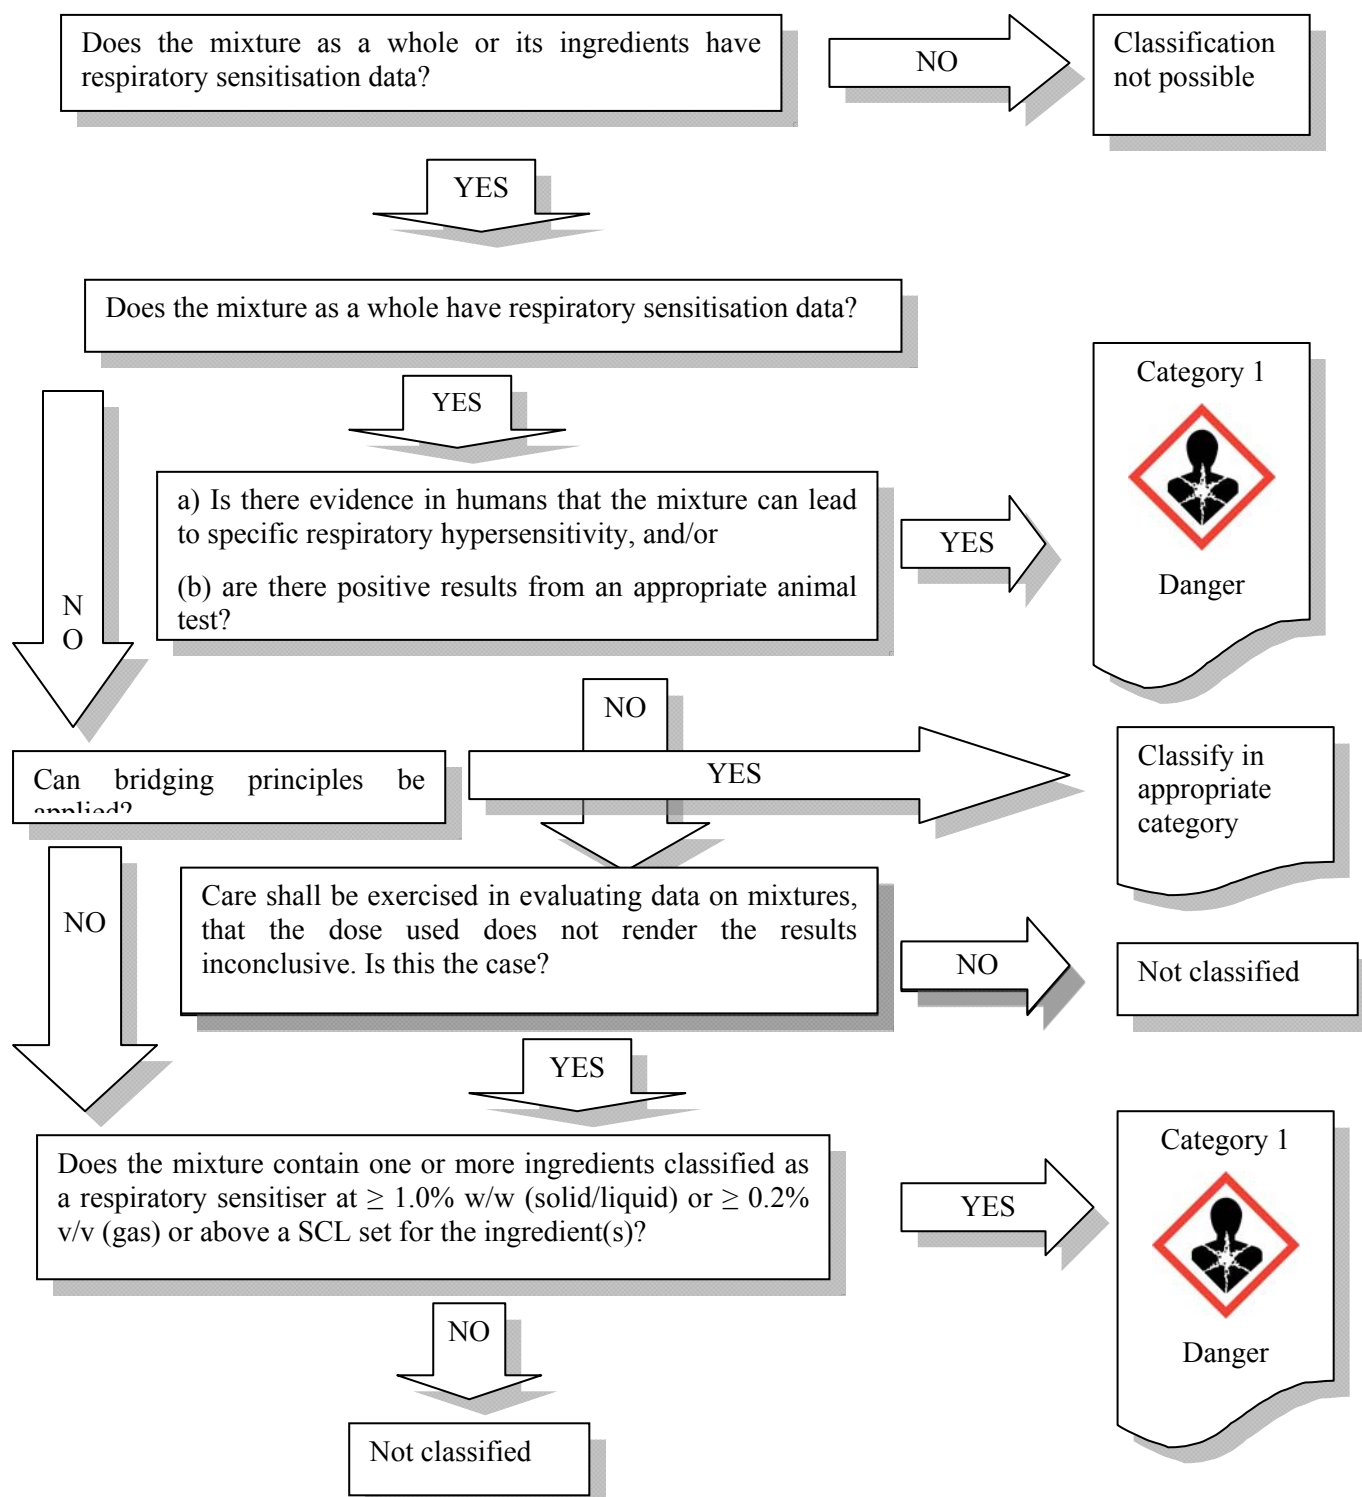 Does the mixture as a whole or its ingredients have
respiratory sensitisation data?
NO
Classification
not possible
YES
Does the mixture as a whole have respiratory sensitisation data?
YES
Category 1
a) Is there evidence in humans that the mixture can lead
to specific respiratory hypersensitivity, and/or
(b) are there positive results from an appropriate animal
test?
YES
Danger
N
O
NO
Can bridging principles be
applied?
YES
Classify in
appropriate
category
NO
Care shall be exercised in evaluating data on mixtures,
that the dose used does not render the results
inconclusive. Is this the case?
NO
Not classified
YES
Does the mixture contain one or more ingredients classified as
a respiratory sensitiser at ≥ 1.0% w/w (solid/liquid) or ≥ 0.2%
v/v (gas) or above a SCL set for the ingredient(s)?
YES
Category 1
Danger
NO
Not classified